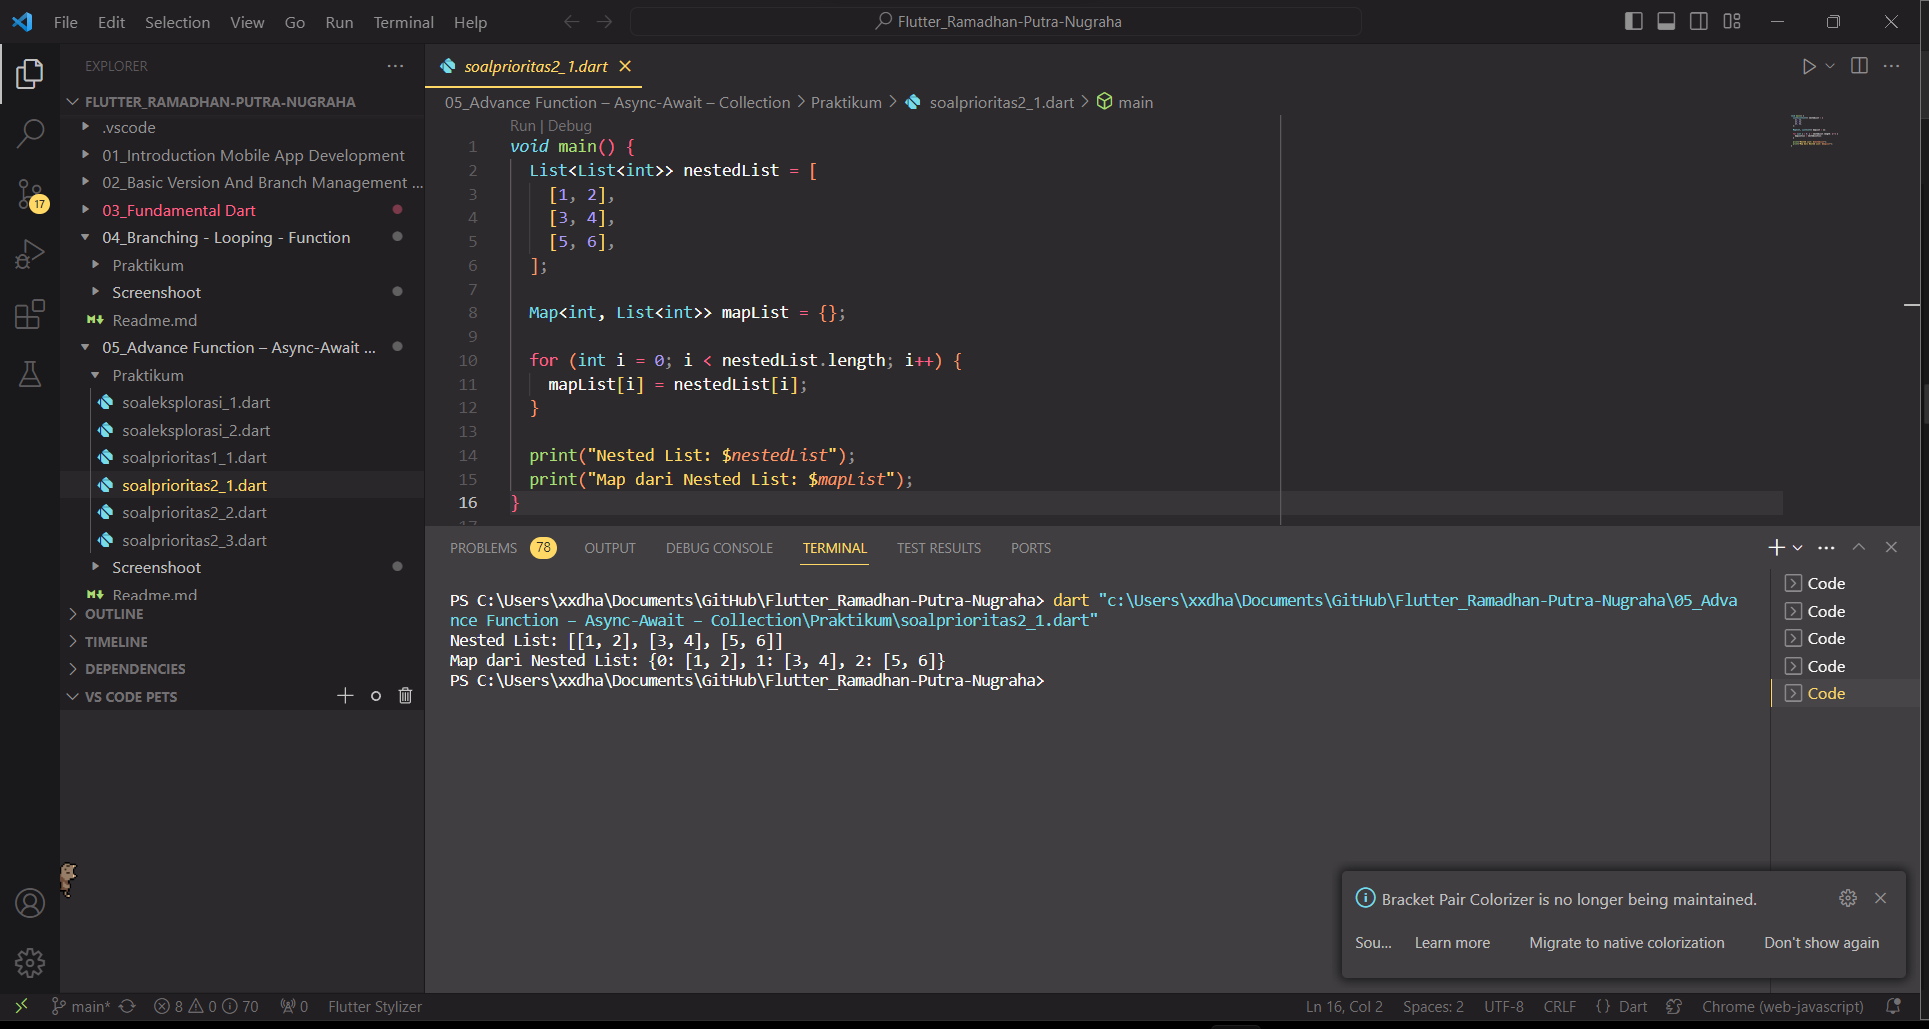 File Edit Selection View Go Run Terminal Help
Flutter_Ramadhan-Putra-Nugraha
EXPLORER
FLUTTER_RAMADHAN-PUTRA-NUGRAHA
.vscode
01_Introduction Mobile App Development
02_Basic Version And Branch Management ...
03_Fundamental Dart
04_Branching - Looping - Function
Praktikum
Screenshoot
Readme.md
05_Advance Function – Async-Await ...
Praktikum
soaleksplorasi_1.dart
soaleksplorasi_2.dart
soalprioritas1_1.dart
soalprioritas2_1.dart
soalprioritas2_2.dart
soalprioritas2_3.dart
Screenshoot
Readme.md
OUTLINE
TIMELINE
DEPENDENCIES
VS CODE PETS
17
soalprioritas2_1.dart
05_Advance Function – Async-Await – Collection > Praktikum > soalprioritas2_1.dart > main
Run | Debug
1 void main() {
2 List<List<int>> nestedList = [
3 [1, 2],
4 [3, 4],
5 [5, 6],
6 ];
7
8 Map<int, List<int>> mapList = {};
9
10 for (int i = 0; i < nestedList.length; i++) {
11 mapList[i] = nestedList[i];
12 }
13
14 print("Nested List: $nestedList");
15 print("Map dari Nested List: $mapList");
16 }
17
PROBLEMS 78 OUTPUT DEBUG CONSOLE TERMINAL TEST RESULTS PORTS
PS C:\Users\xxdha\Documents\GitHub\Flutter_Ramadhan-Putra-Nugraha> dart "c:\Users\xxdha\Documents\GitHub\Flutter_Ramadhan-Putra-Nugraha\05_Adva
nce Function – Async-Await – Collection\Praktikum\soalprioritas2_1.dart"
Nested List: [[1, 2], [3, 4], [5, 6]]
Map dari Nested List: {0: [1, 2], 1: [3, 4], 2: [5, 6]}
PS C:\Users\xxdha\Documents\GitHub\Flutter_Ramadhan-Putra-Nugraha>
Code
Code
Code
Code
Code
Bracket Pair Colorizer is no longer being maintained.
Sou... Learn more Migrate to native colorization Don't show again
main* 8 0 70 0 Flutter Stylizer
Ln 16, Col 2 Spaces: 2 UTF-8 CRLF {} Dart Chrome (web-javascript)